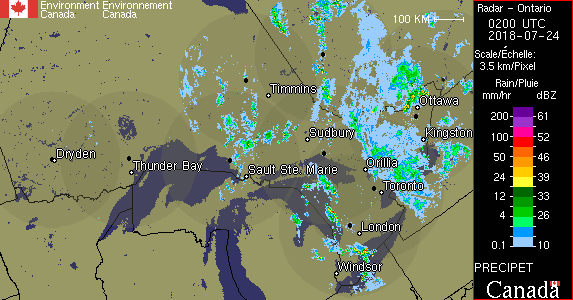 Environment Environnement
Canada Canada
100 KM
Timmins
Ottawa
Sudbury
Kingston
Dryden
Thunder Bay
Sault Ste. Marie
Orillia
Toronto
London
Windsor
Radar - Ontario
0200 UTC
2018-07-24
Scale/Échelle:
3.5 km/Pixel
Rain/Pluie
mm/hr dBZ
200 61
100 52
50 46
24 39
12 33
4 26
0.1 10
PRECIPET
Canada